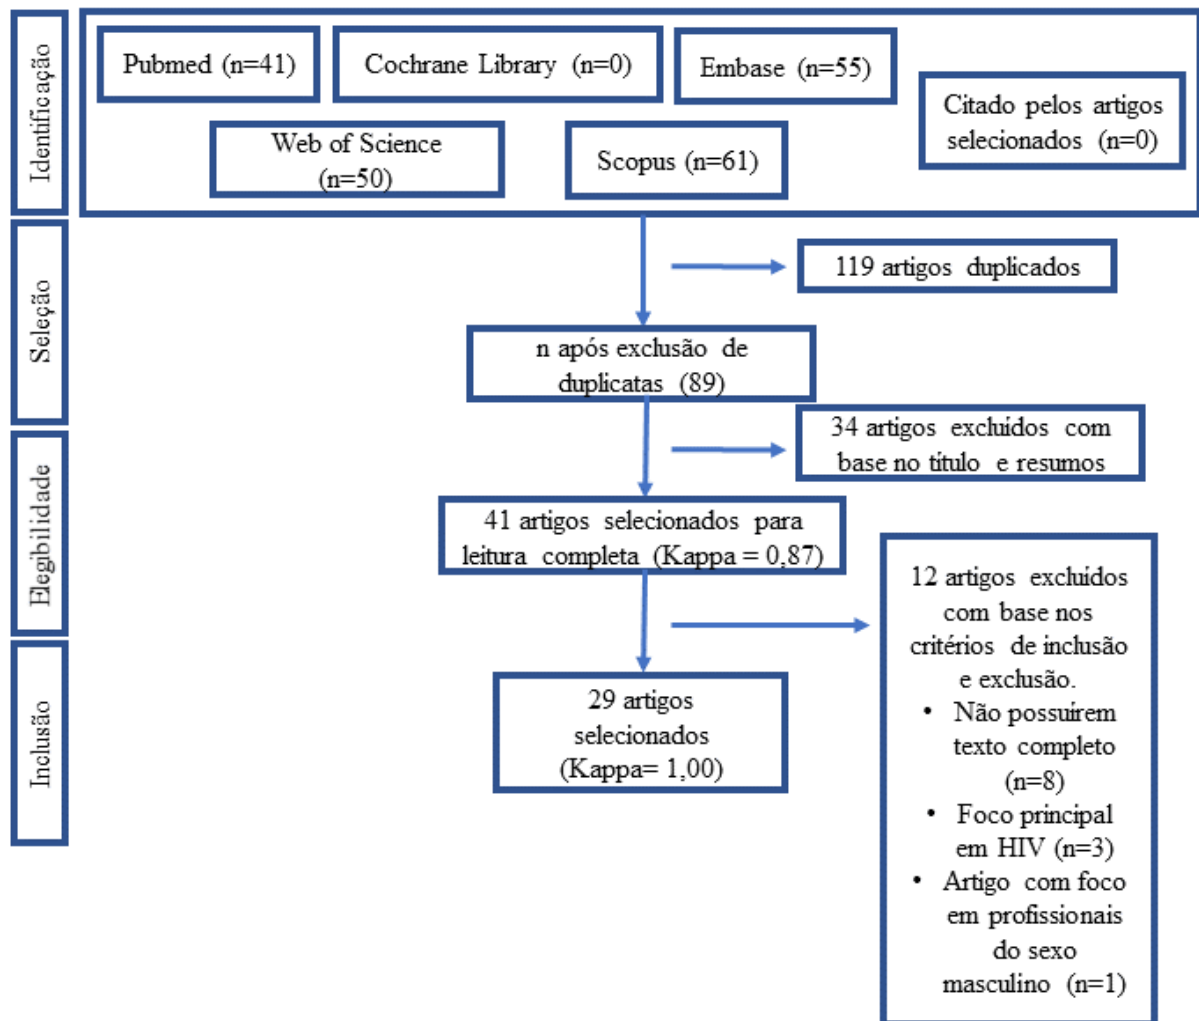 Identificação
Pubmed (n=41)
Cochrane Library (n=0)
Embase (n=55)
Citado pelos artigos
selecionados (n=0)
Web of Science
(n=50)
Scopus (n=61)
Seleção
119 artigos duplicados
n após exclusão de
duplicatas (89)
Elegibilidade
34 artigos excluídos com
base no título e resumos
41 artigos selecionados para
leitura completa (Kappa = 0,87)
12 artigos excluídos
com base nos
critérios de inclusão
e exclusão.
• Não possuírem
texto completo
(n=8)
• Foco principal
em HIV (n=3)
• Artigo com foco
em profissionais
do sexo
masculino (n=1)
Inclusão
29 artigos
selecionados
(Kappa= 1,00)